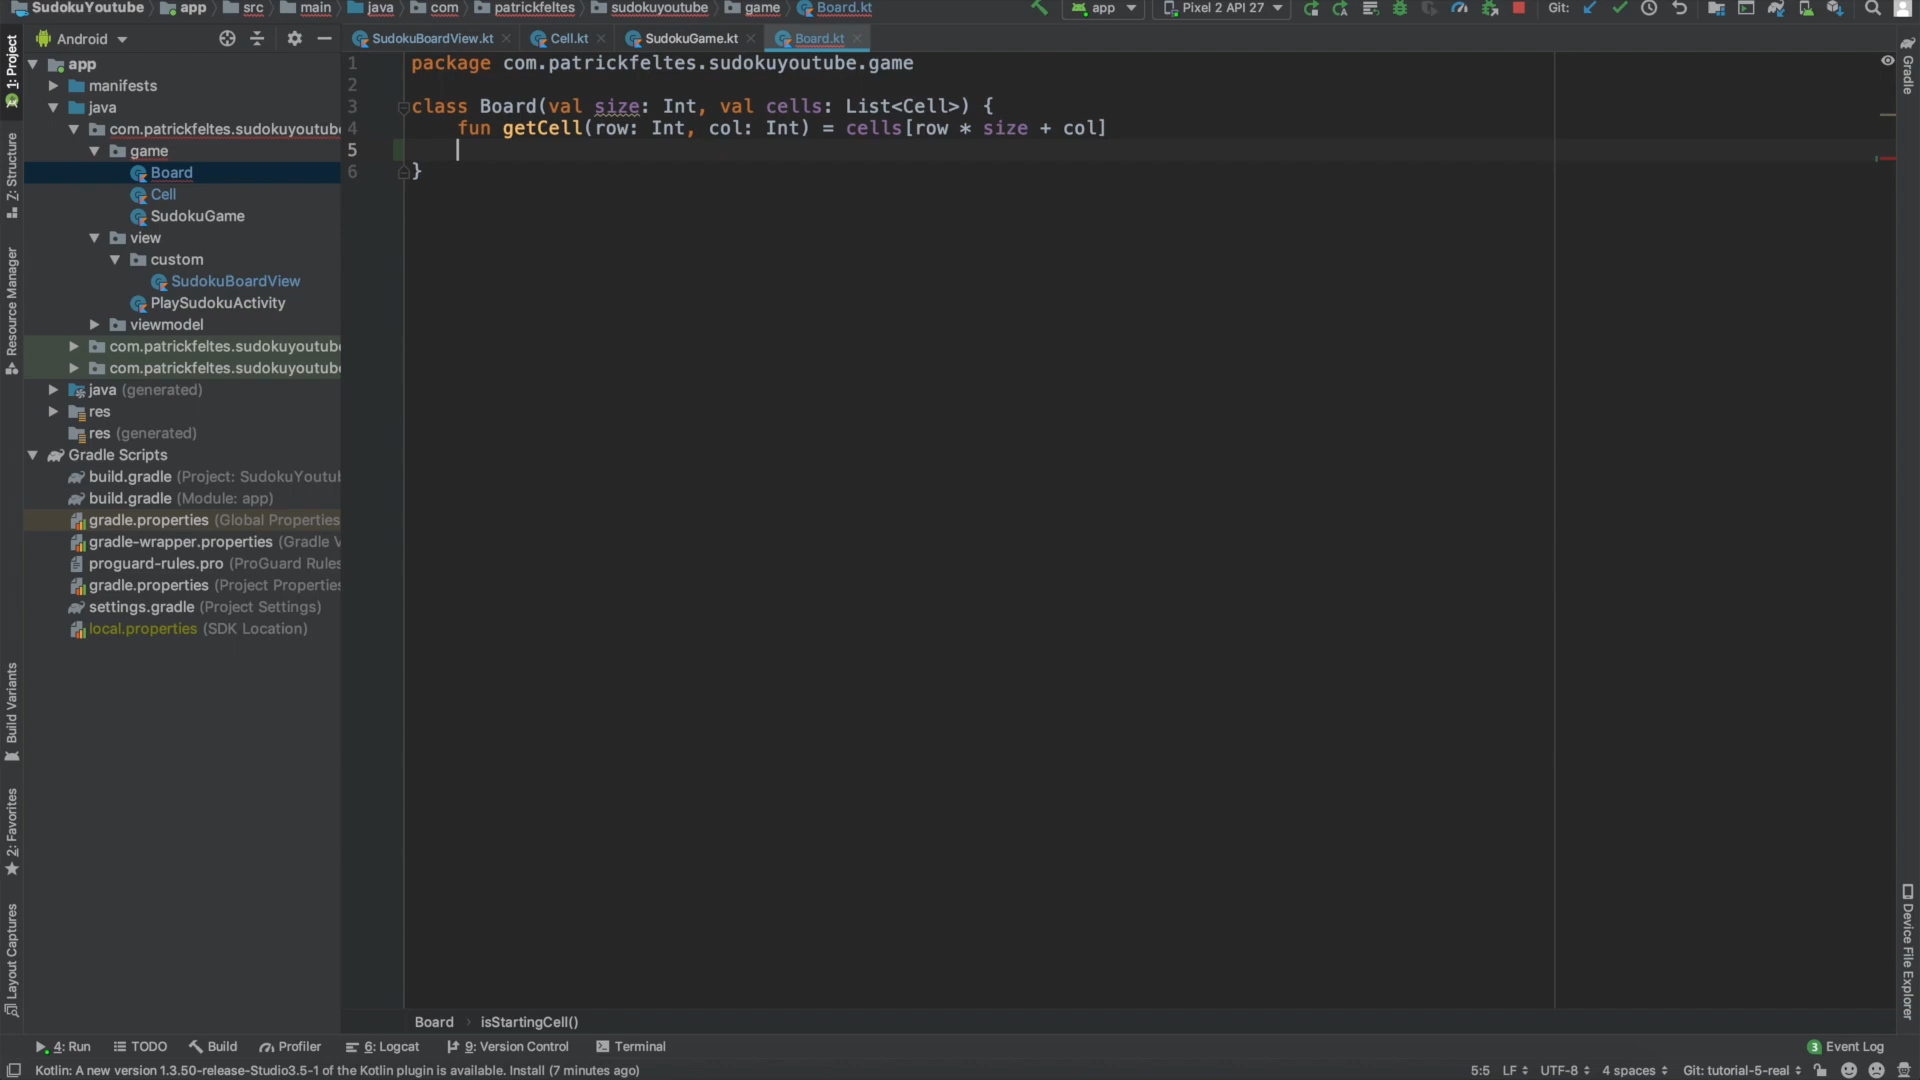 SudokuYoutube app src main java com patrickfeltes sudokuyoutube game Board.kt app Pixel 2 API 27 Git:
Android SudokuBoardView.kt Cell.kt SudokuGame.kt Board.kt
1: Project
Z: Structure
Resource Manager
Build Variants
2: Favorites
Layout Captures
app
manifests
java
com.patrickfeltes.sudokuyoutube
game
Board
Cell
SudokuGame
view
custom
SudokuBoardView
PlaySudokuActivity
viewmodel
com.patrickfeltes.sudokuyoutube
com.patrickfeltes.sudokuyoutube
java (generated)
res
res (generated)
Gradle Scripts
build.gradle (Project: SudokuYoutub
build.gradle (Module: app)
gradle.properties (Global Properties
gradle-wrapper.properties (Gradle V
proguard-rules.pro (ProGuard Rules
gradle.properties (Project Properties
settings.gradle (Project Settings)
local.properties (SDK Location)
1 package com.patrickfeltes.sudokuyoutube.game
2
3 class Board(val size: Int, val cells: List<Cell>) {
4 fun getCell(row: Int, col: Int) = cells[row * size + col]
5
6 }
Gradle
Device File Explorer
Board isStartingCell()
4: Run TODO Build Profiler 6: Logcat 9: Version Control Terminal 3 Event Log
Kotlin: A new version 1.3.50-release-Studio3.5-1 of the Kotlin plugin is available. Install (7 minutes ago) 5:5 LF UTF-8 4 spaces Git: tutorial-5-real